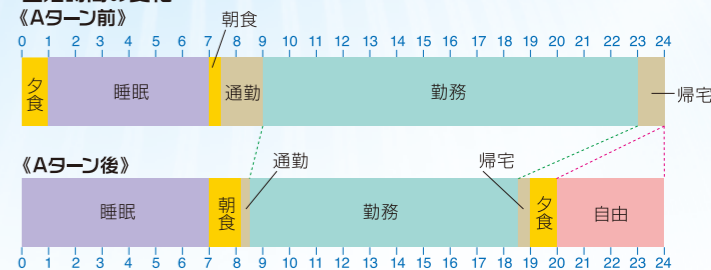 《Aターン前》
朝食
0 1 2 3 4 5 6 7 8 9 10 11 12 13 14 15 16 17 18 19 20 21 22 23 24
夕食 睡眠 通勤 勤務 帰宅
《Aターン後》
通勤 帰宅
睡眠 朝食 勤務 夕食 自由
0 1 2 3 4 5 6 7 8 9 10 11 12 13 14 15 16 17 18 19 20 21 22 23 24